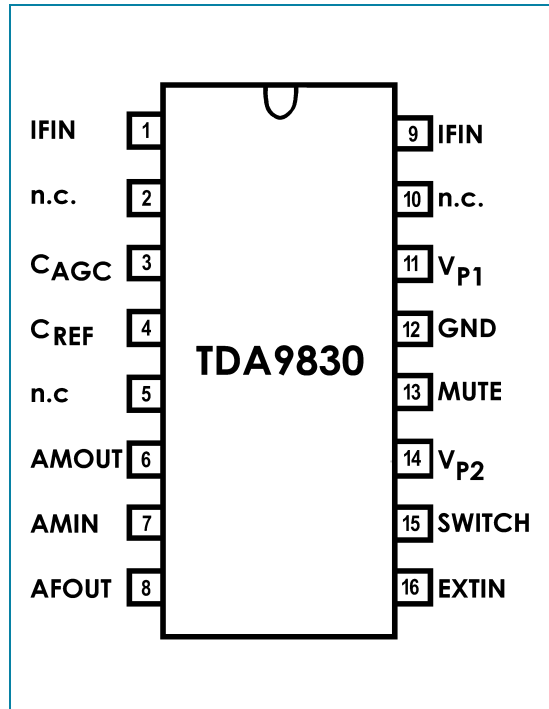 IFIN 1
n.c. 2
CAGC 3
CREF 4
n.c 5
AMOUT 6
AMIN 7
AFOUT 8
TDA9830
9 IFIN
10 n.c.
11 VP1
12 GND
13 MUTE
14 VP2
15 SWITCH
16 EXTIN